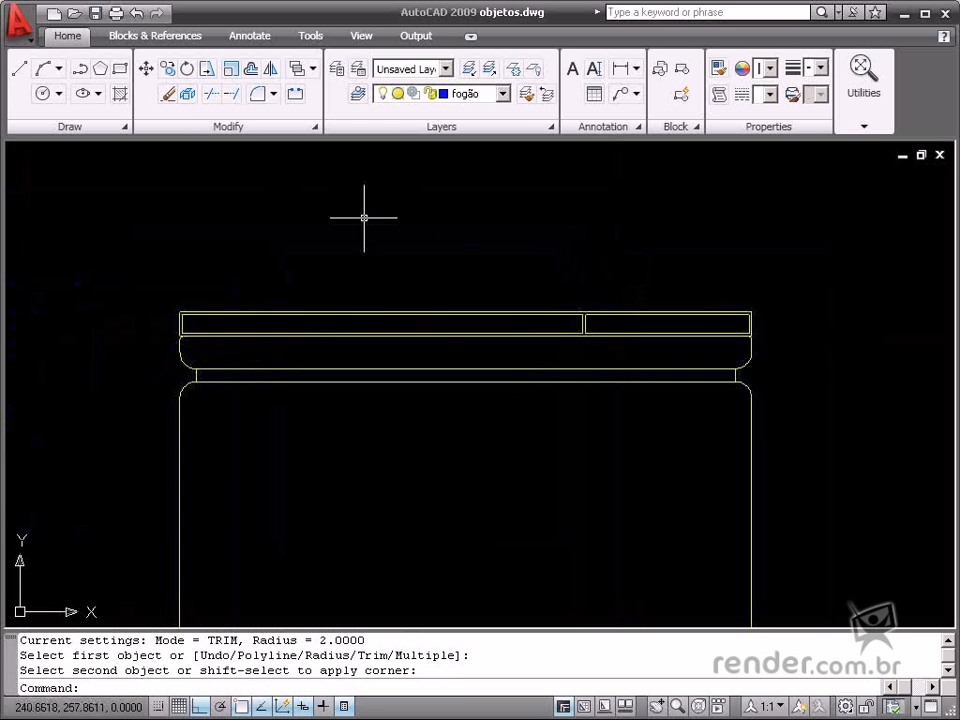 AutoCAD 2009 objetos.dwg
Type a keyword or phrase
Home Blocks & References Annotate Tools View Output
Unsaved Lay
fogão
Utilities
Draw Modify Layers Annotation Block Properties
Y
X
Current settings: Mode = TRIM, Radius = 2.0000
Select first object or [Undo/Polyline/Radius/Trim/Multiple]:
Select second object or shift-select to apply corner:
Command:
render.com.br
240.6618, 257.8611, 0.0000
1:1